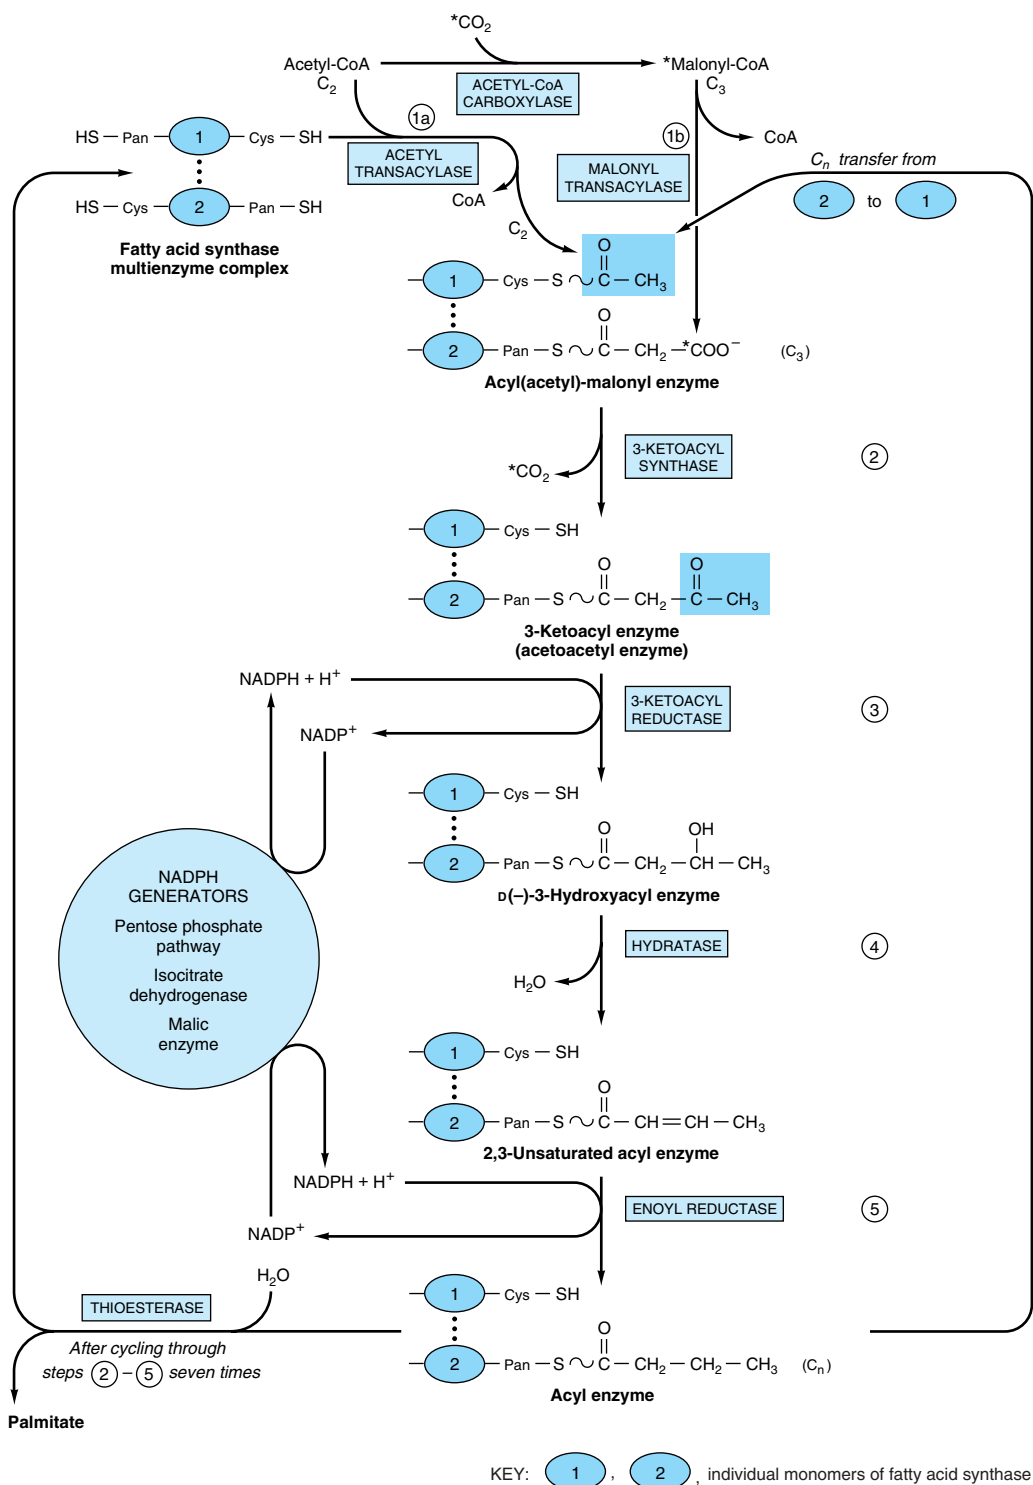 *CO2
Acetyl-CoA
C2
*Malonyl-CoA
C3
ACETYL-CoA
CARBOXYLASE
1a
1b
HS — Pan — 1 — Cys — SH
HS — Cys — 2 — Pan — SH
Fatty acid synthase
multienzyme complex
ACETYL
TRANSACYLASE
CoA
C2
MALONYL
TRANSACYLASE
CoA
Cn transfer from
2 to 1
O
1 — Cys — S ~ C — CH3
O
2 — Pan — S ~ C — CH2 — *COO− (C3)
Acyl(acetyl)-malonyl enzyme
3-KETOACYL
SYNTHASE
2
*CO2
1 — Cys — SH
O O
2 — Pan — S ~ C — CH2 — C — CH3
3-Ketoacyl enzyme
(acetoacetyl enzyme)
NADPH + H+
3-KETOACYL
REDUCTASE
3
NADP+
1 — Cys — SH
O OH
2 — Pan — S ~ C — CH2 — CH — CH3
D(–)-3-Hydroxyacyl enzyme
NADPH
GENERATORS
Pentose phosphate
pathway
Isocitrate
dehydrogenase
Malic
enzyme
HYDRATASE
4
H2O
1 — Cys — SH
O
2 — Pan — S ~ C — CH=CH — CH3
2,3-Unsaturated acyl enzyme
NADPH + H+
ENOYL REDUCTASE
5
NADP+
H2O
THIOESTERASE
After cycling through
steps 2 – 5 seven times
Palmitate
1 — Cys — SH
O
2 — Pan — S ~ C — CH2 — CH2 — CH3 (Cn)
Acyl enzyme
KEY: 1 , 2 , individual monomers of fatty acid synthase